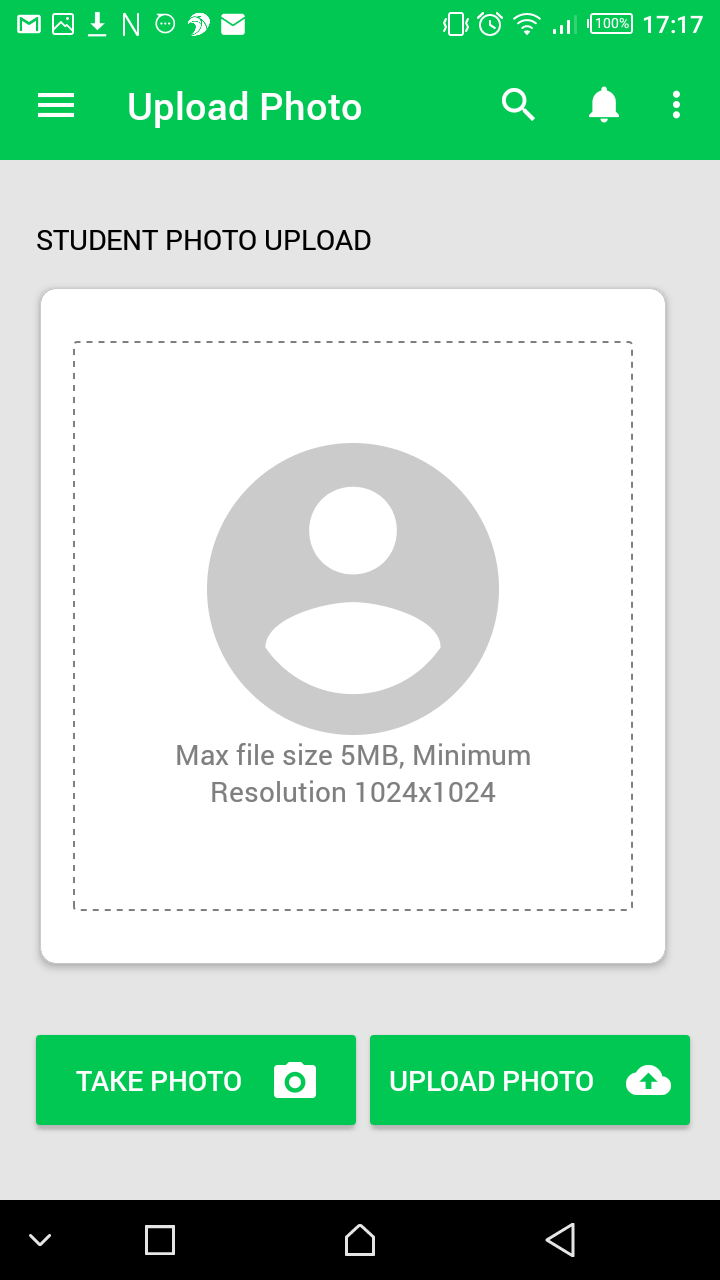 100% 17:17
Upload Photo
STUDENT PHOTO UPLOAD
Max file size 5MB, Minimum
Resolution 1024x1024
TAKE PHOTO
UPLOAD PHOTO